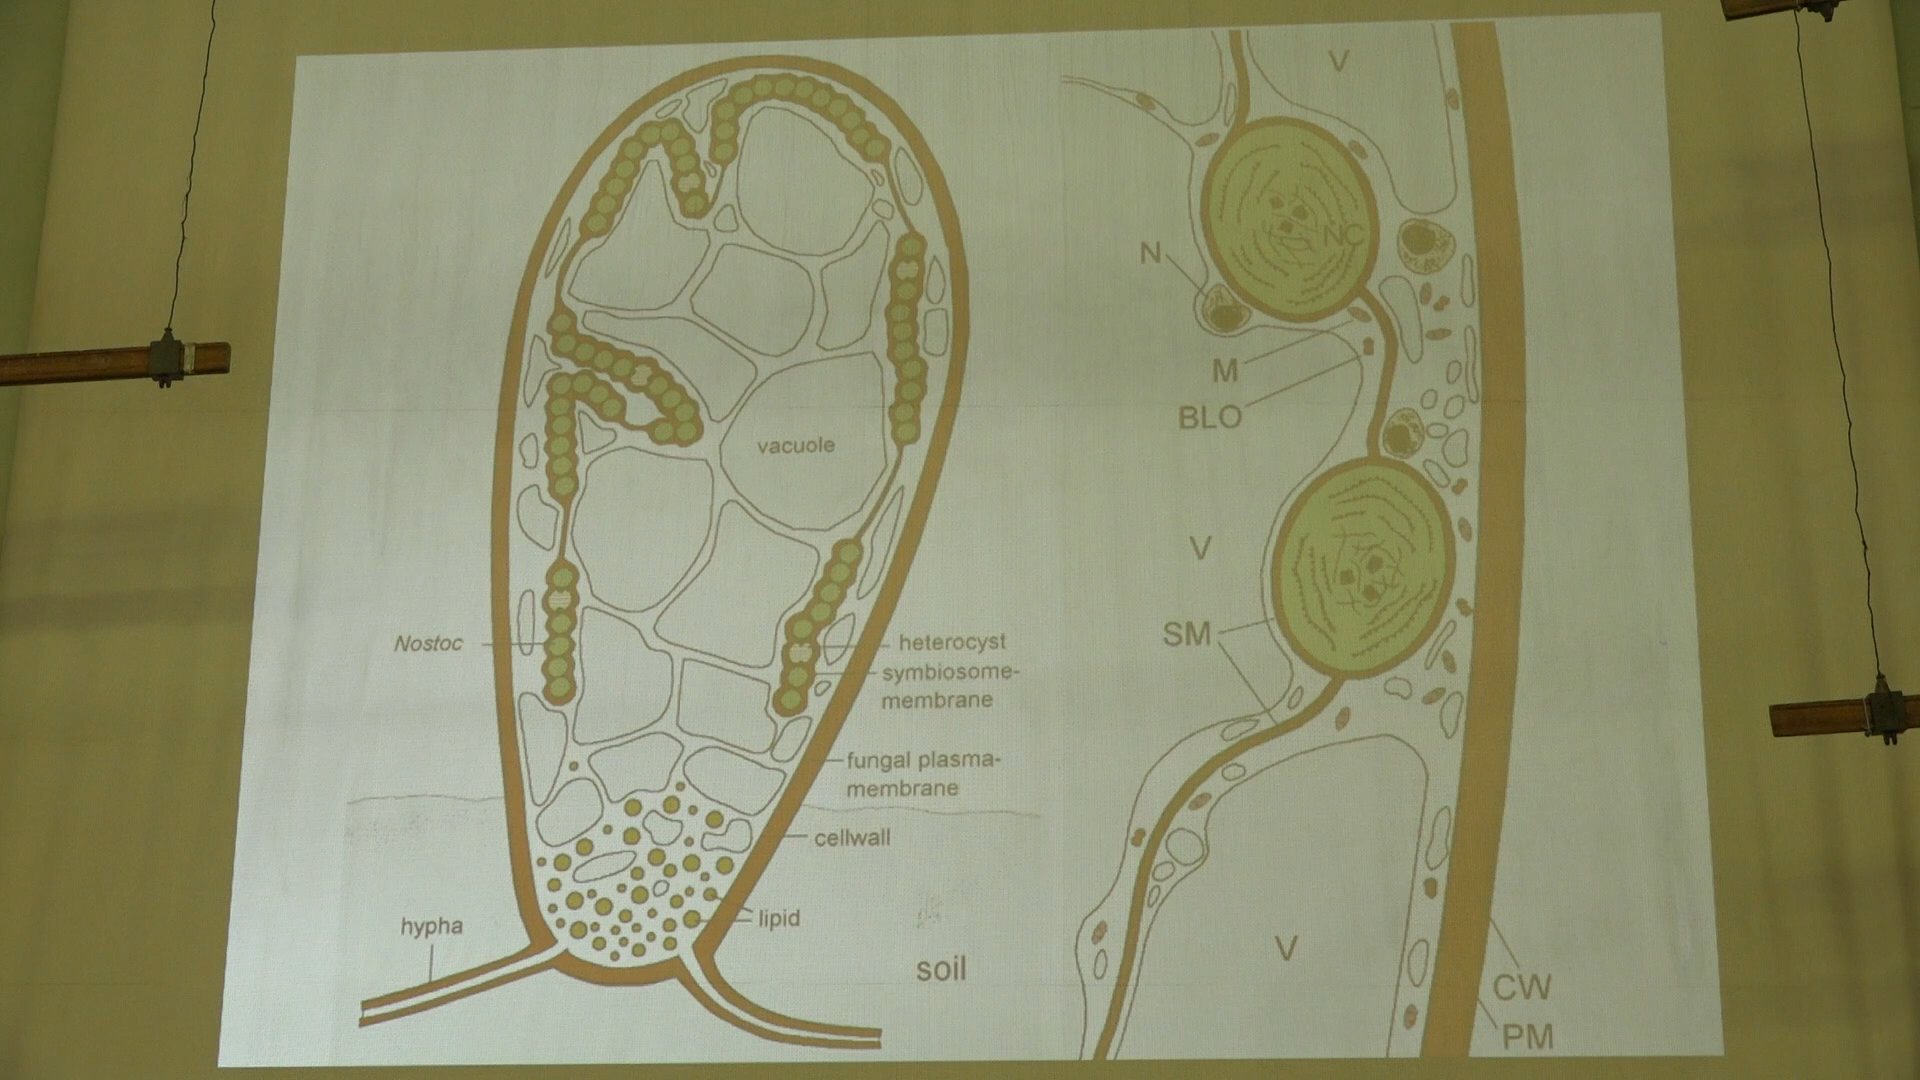 vacuole
Nostoc
heterocyst
symbiosome-
membrane
fungal plasma-
membrane
cellwall
hypha
lipid
soil
V
NC
N
M
BLO
V
SM
V
CW
PM